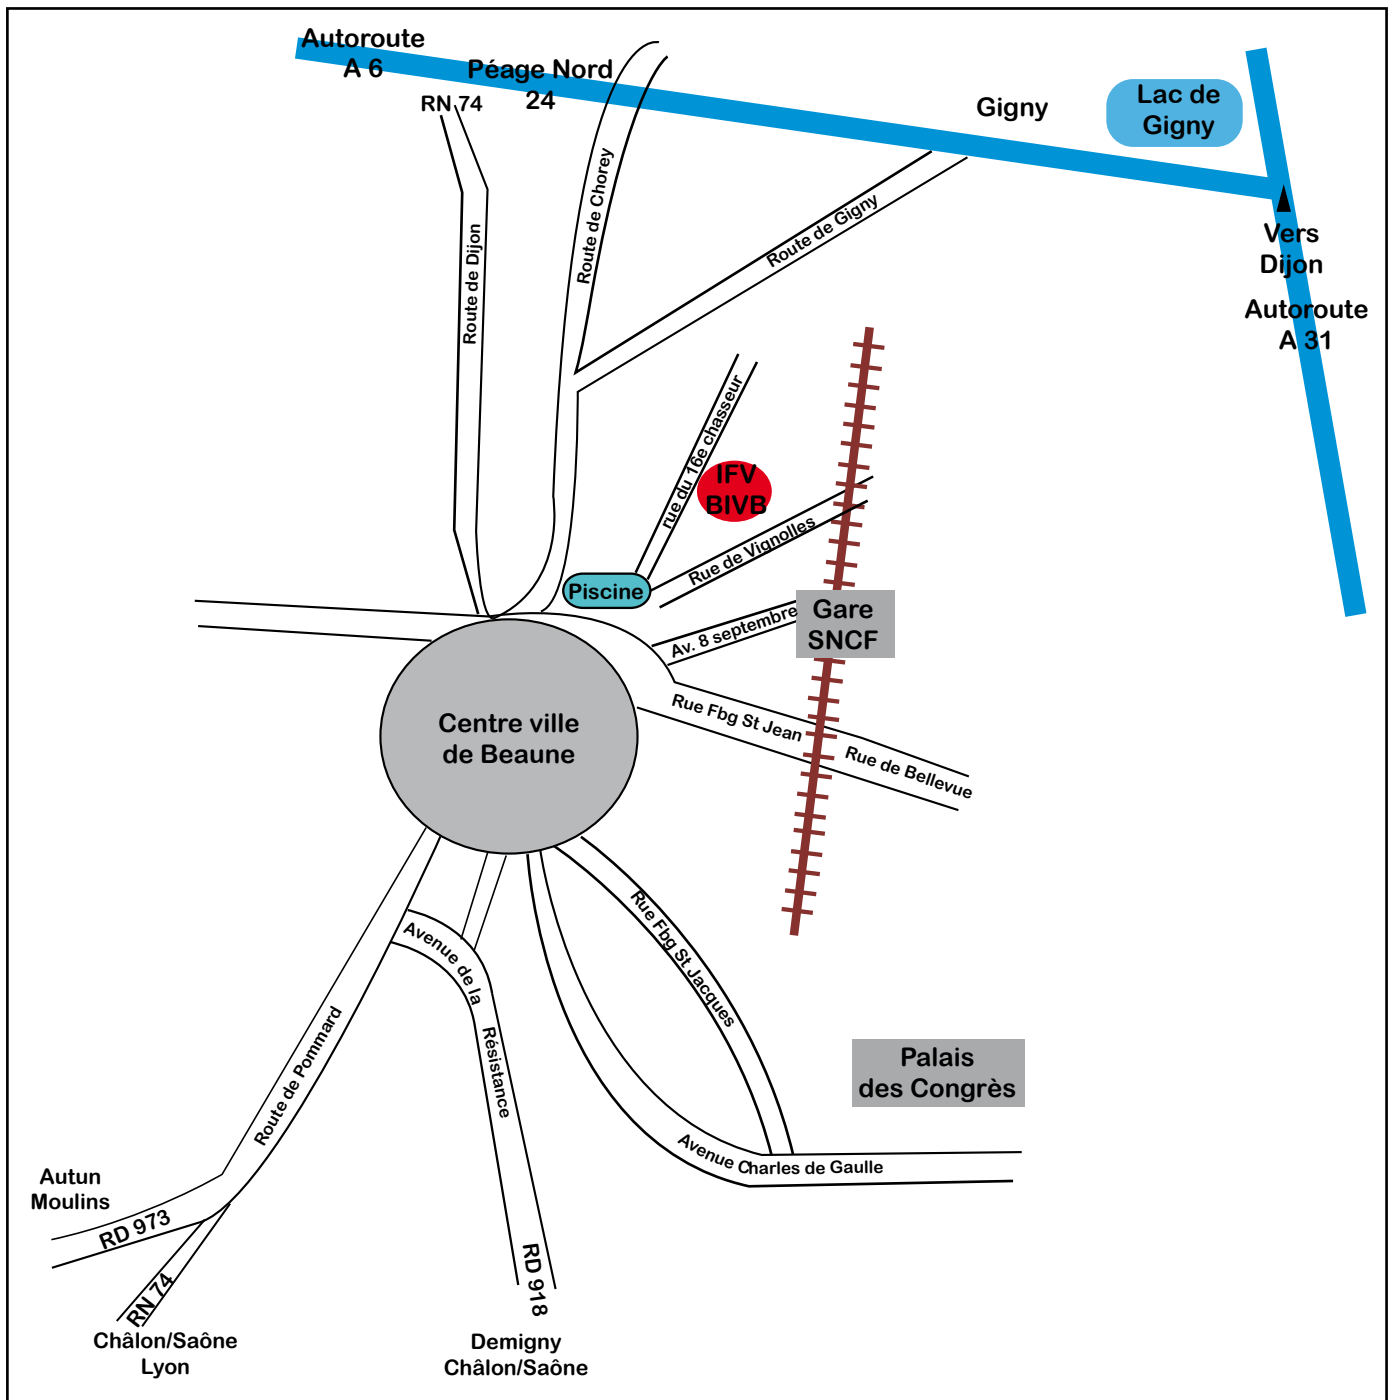 Autoroute
A 6
Péage Nord
24
RN 74
Gigny
Lac de
Gigny
Route de Chorey
Route de Gigny
Route de Dijon
Vers
Dijon
Autoroute
A 31
rue du 16e chasseur
IFV
BIVB
Rue de Vignolles
Piscine
Av. 8 septembre
Gare
SNCF
Rue Fbg St Jean
Rue de Bellevue
Centre ville
de Beaune
Rue Fbg St Jacques
Avenue de la
Résistance
Route de Pommard
Palais
des Congrès
Avenue Charles de Gaulle
Autun
Moulins
RD 973
RN 74
RD 918
Châlon/Saône
Lyon
Demigny
Châlon/Saône